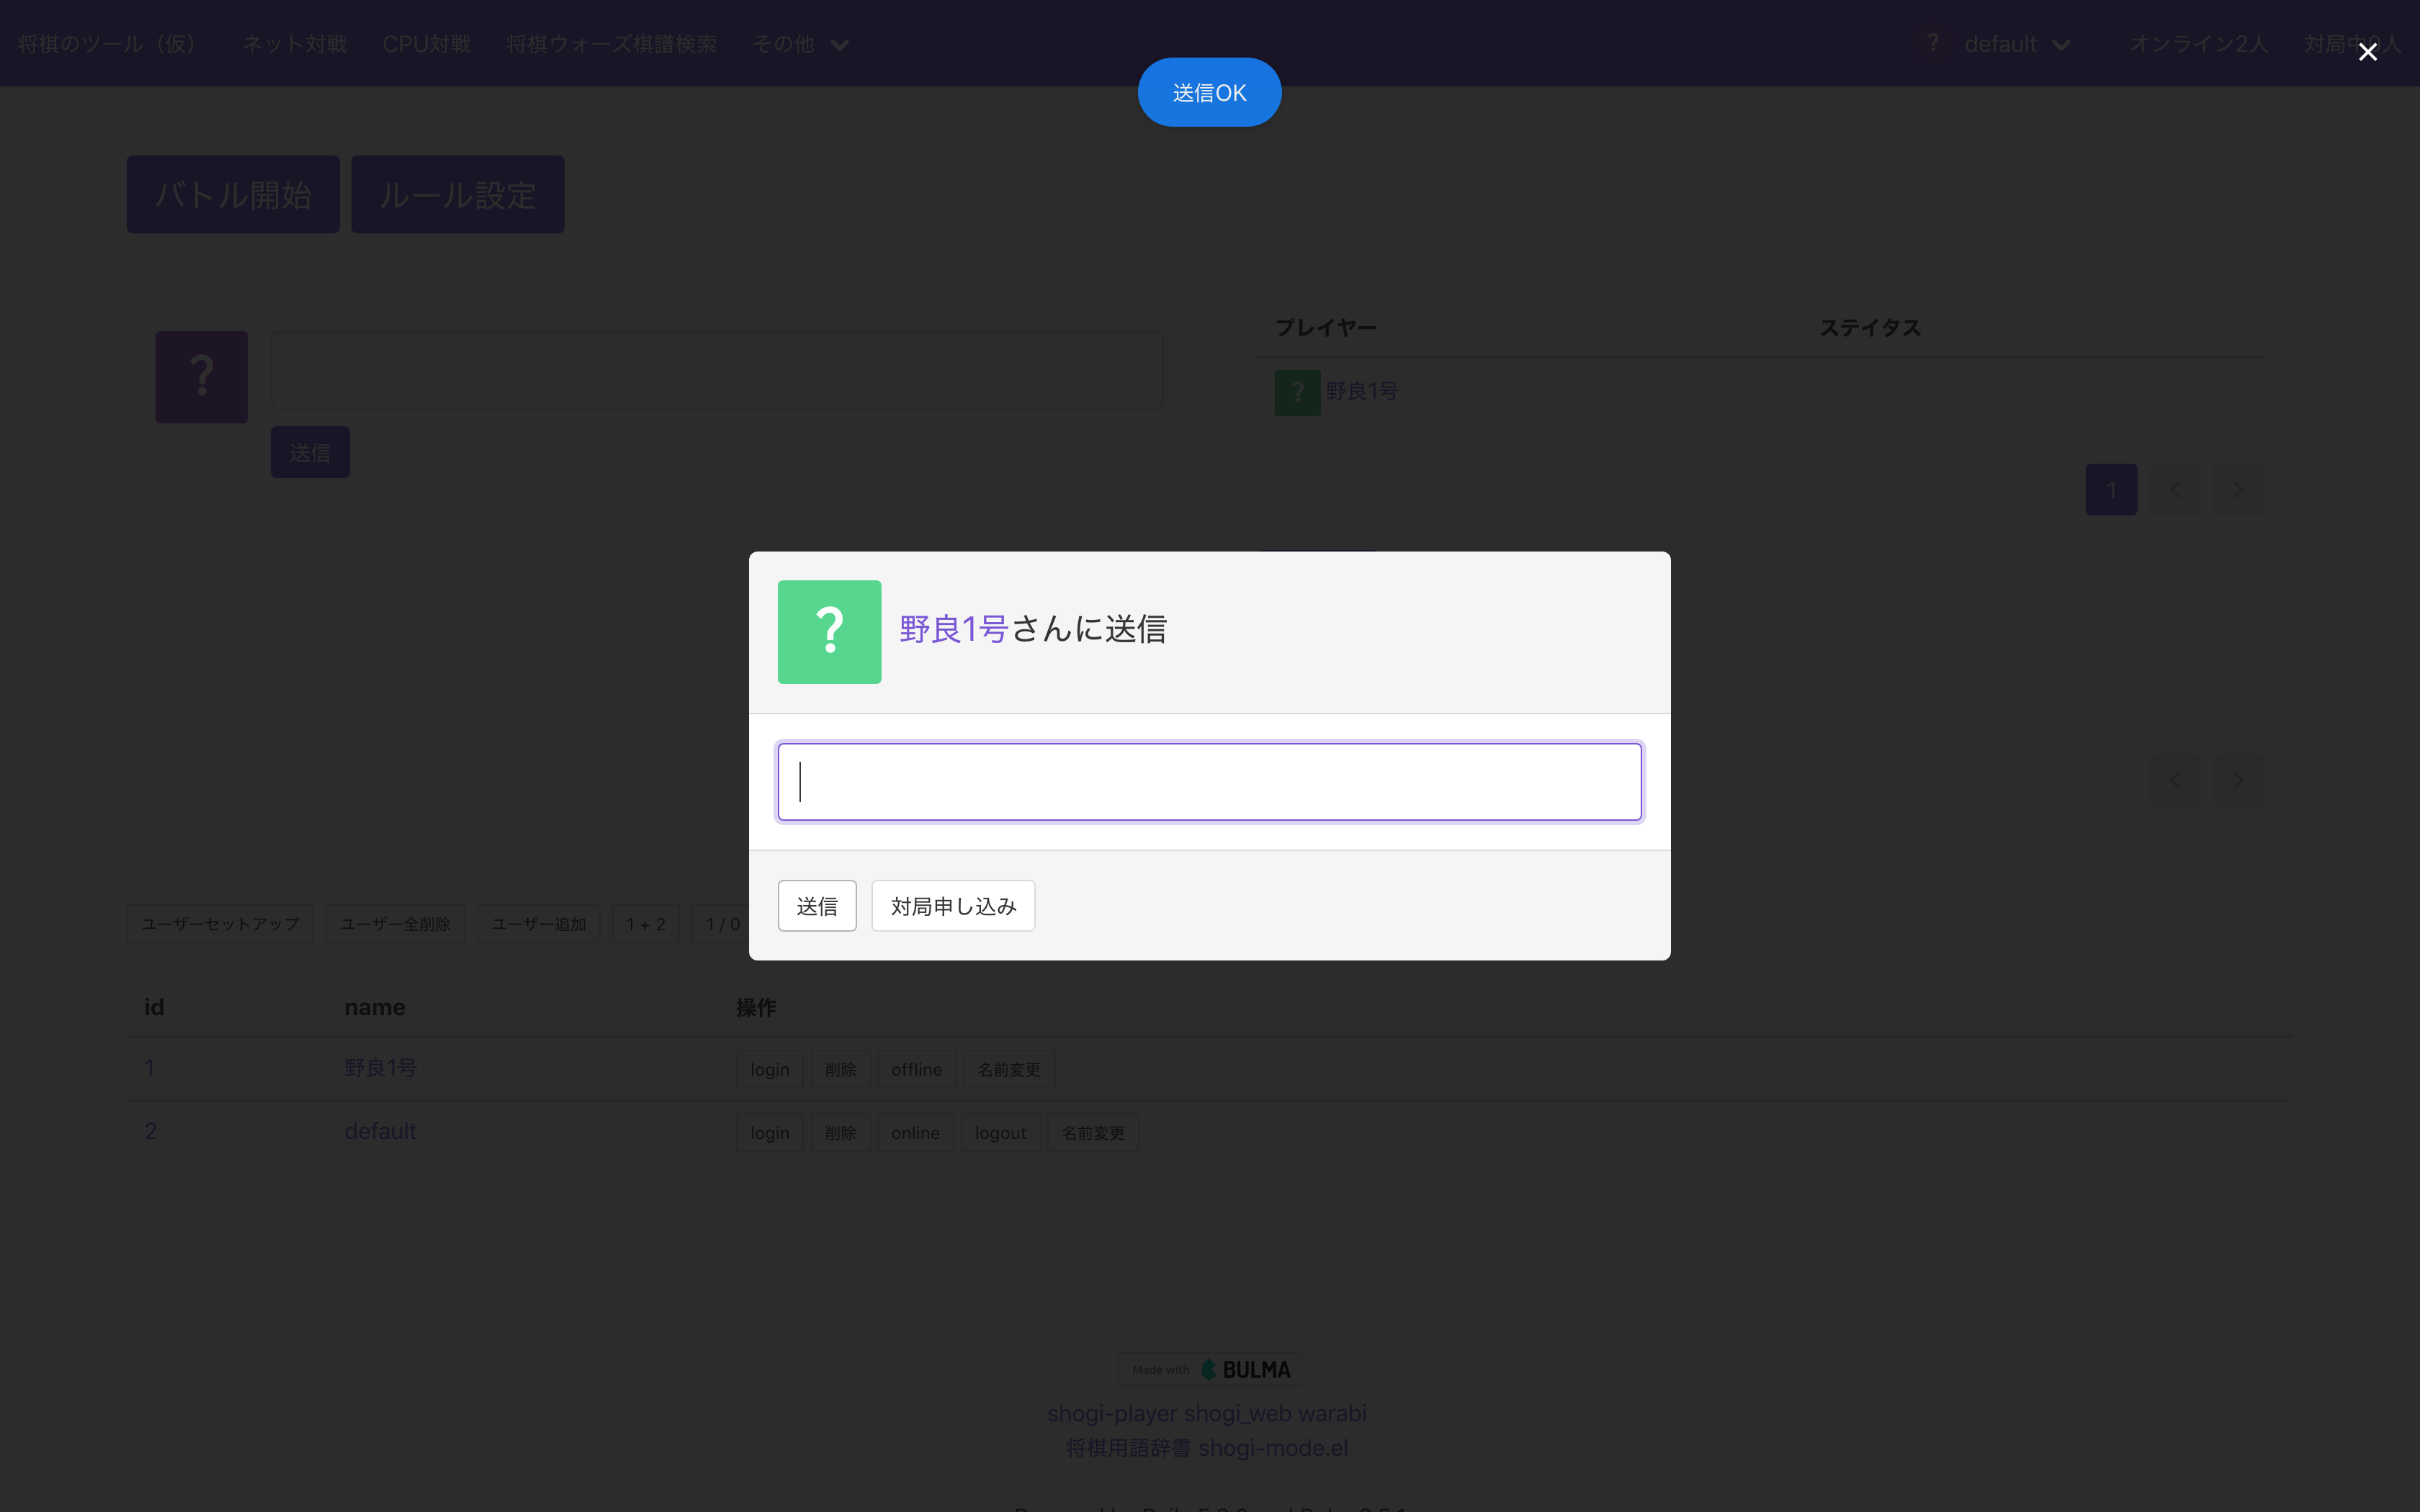 将棋のツール（仮） ネット対戦 CPU対戦 将棋ウォーズ棋譜検索 その他 ? default オンライン2人 対局中0人
送信OK
バトル開始 ルール設定
プレイヤー ステイタス
?
? 野良1号
送信
1
? 野良1号さんに送信
送信 対局申し込み
ユーザーセットアップ ユーザー全削除 ユーザー追加 1 + 2 1 / 0
id name 操作
1 野良1号 login 削除 offline 名前変更
2 default login 削除 online logout 名前変更
Made with BULMA
shogi-player shogi_web warabi
将棋用語辞書 shogi-mode.el